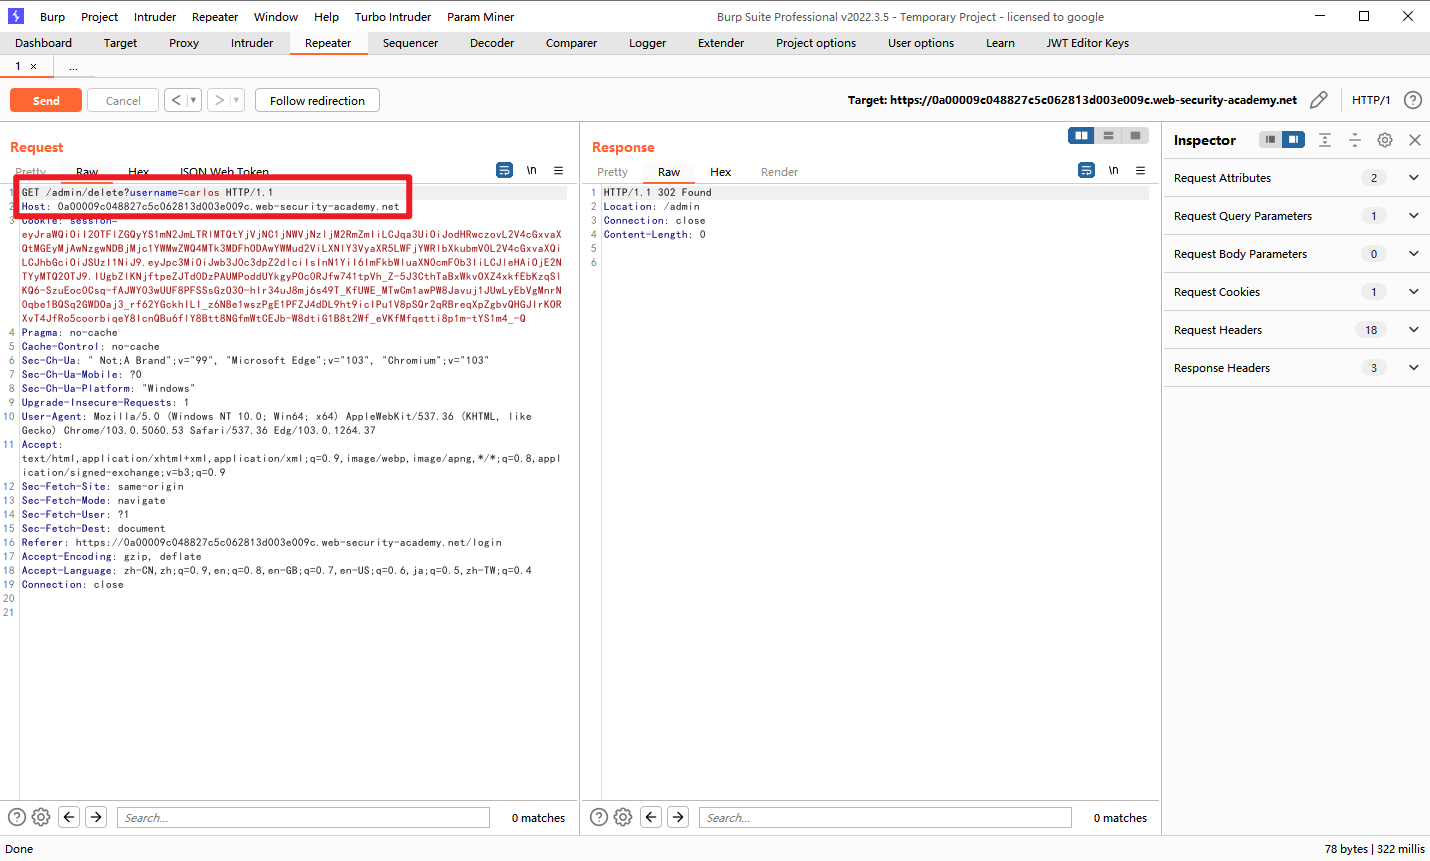 Burp Project Intruder Repeater Window Help Turbo Intruder Param Miner Burp Suite Professional v2022.3.5 - Temporary Project - licensed to google
Dashboard Target Proxy Intruder Repeater Sequencer Decoder Comparer Logger Extender Project options User options Learn JWT Editor Keys
1 × ...
Send Cancel < > Follow redirection Target: https://0a00009c048827c5c062813d003e009c.web-security-academy.net HTTP/1 ?
Request
Pretty Raw Hex JSON Web Token \n
1 GET /admin/delete?username=carlos HTTP/1.1
2 Host: 0a00009c048827c5c062813d003e009c.web-security-academy.net
3 Cookie: session=
4 Pragma: no-cache
5 Cache-Control: no-cache
6 Sec-Ch-Ua: " Not;A Brand";v="99", "Microsoft Edge";v="103", "Chromium";v="103"
7 Sec-Ch-Ua-Mobile: ?0
8 Sec-Ch-Ua-Platform: "Windows"
9 Upgrade-Insecure-Requests: 1
10 User-Agent: Mozilla/5.0 (Windows NT 10.0; Win64; x64) AppleWebKit/537.36 (KHTML, like
Gecko) Chrome/103.0.5060.53 Safari/537.36 Edg/103.0.1264.37
11 Accept:
text/html,application/xhtml+xml,application/xml;q=0.9,image/webp,image/apng,*/*;q=0.8,appl
ication/signed-exchange;v=b3;q=0.9
12 Sec-Fetch-Site: same-origin
13 Sec-Fetch-Mode: navigate
14 Sec-Fetch-User: ?1
15 Sec-Fetch-Dest: document
16 Referer: https://0a00009c048827c5c062813d003e009c.web-security-academy.net/login
17 Accept-Encoding: gzip, deflate
18 Accept-Language: zh-CN,zh;q=0.9,en;q=0.8,en-GB;q=0.7,en-US;q=0.6,ja;q=0.5,zh-TW;q=0.4
19 Connection: close
20
21
? Search... 0 matches
Response
Pretty Raw Hex Render \n
1 HTTP/1.1 302 Found
2 Location: /admin
3 Connection: close
4 Content-Length: 0
5
6
? Search... 0 matches
Inspector
Request Attributes 2
Request Query Parameters 1
Request Body Parameters 0
Request Cookies 1
Request Headers 18
Response Headers 3
Done 78 bytes | 322 millis